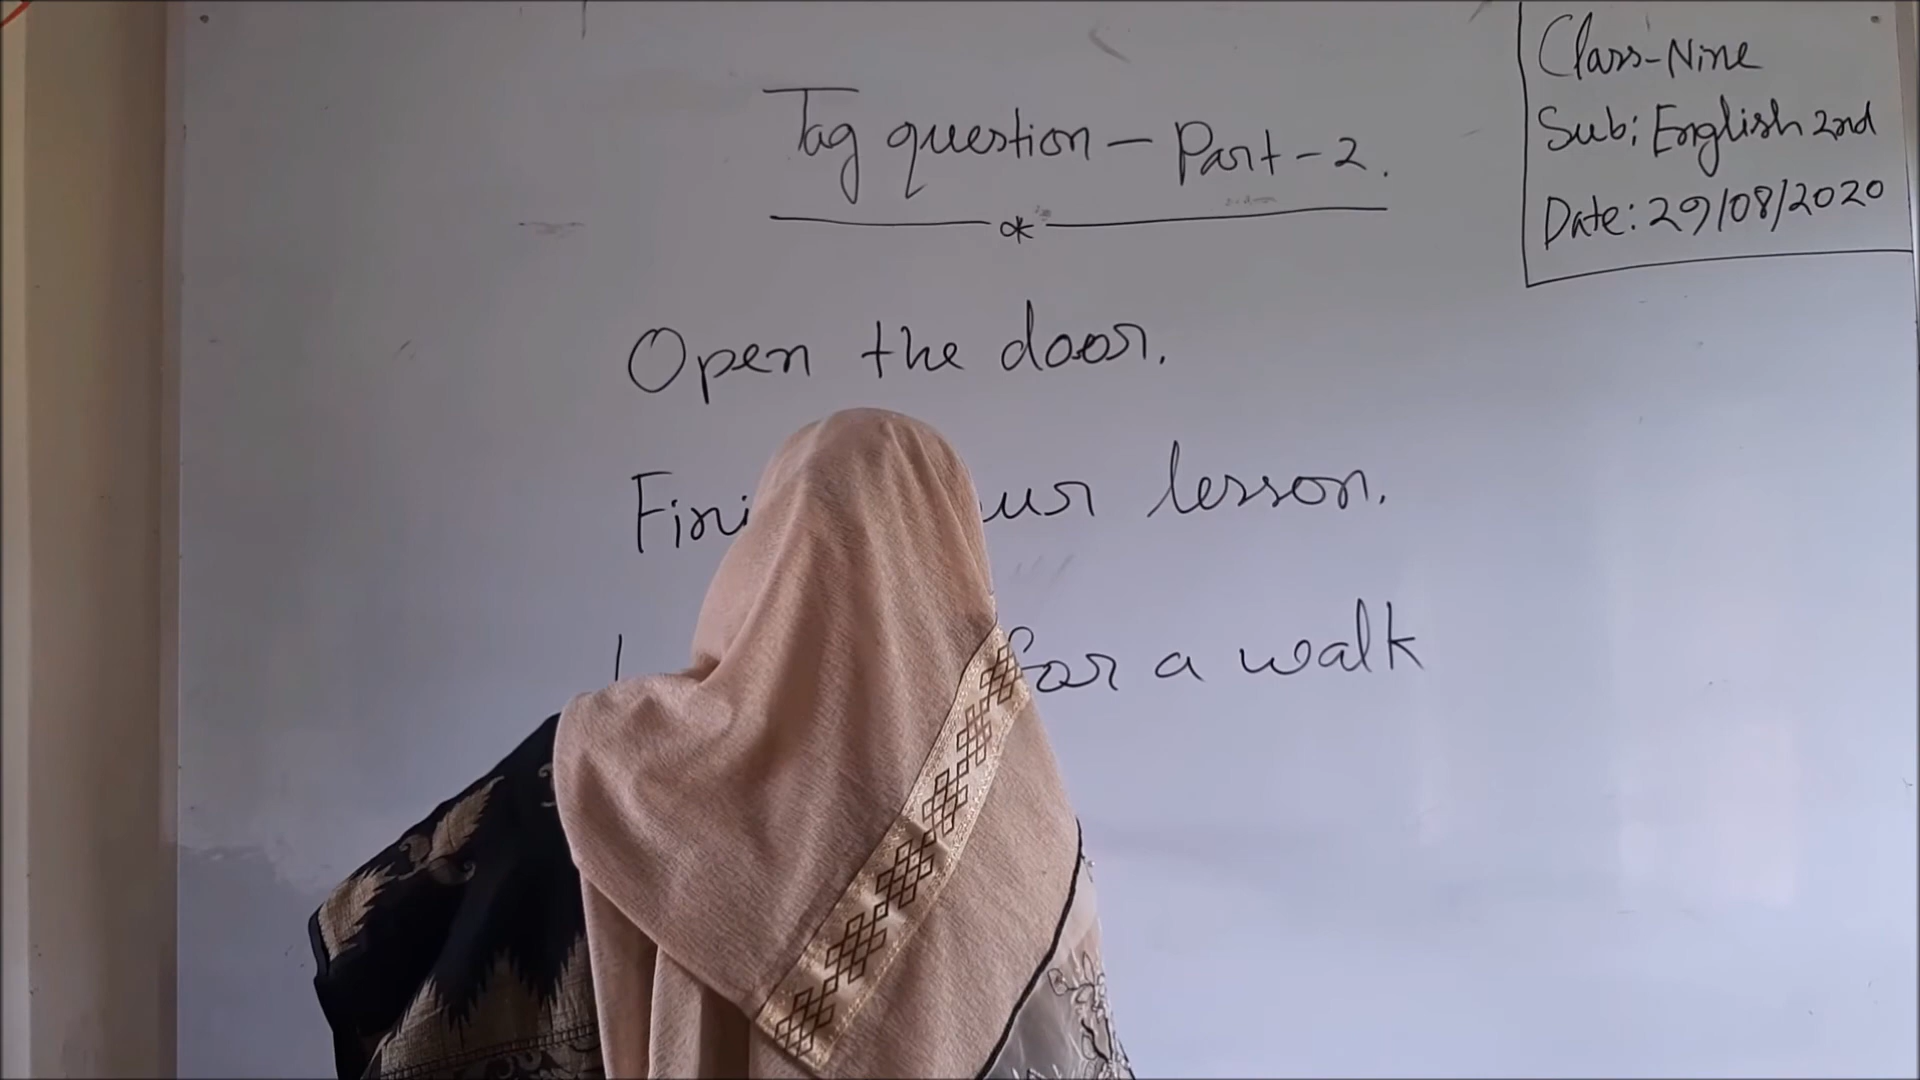 Class-Nine
Sub: English 2nd
Date: 29/08/2020
Tag question - Part-2.
Open the door.
lesson.
for a walk